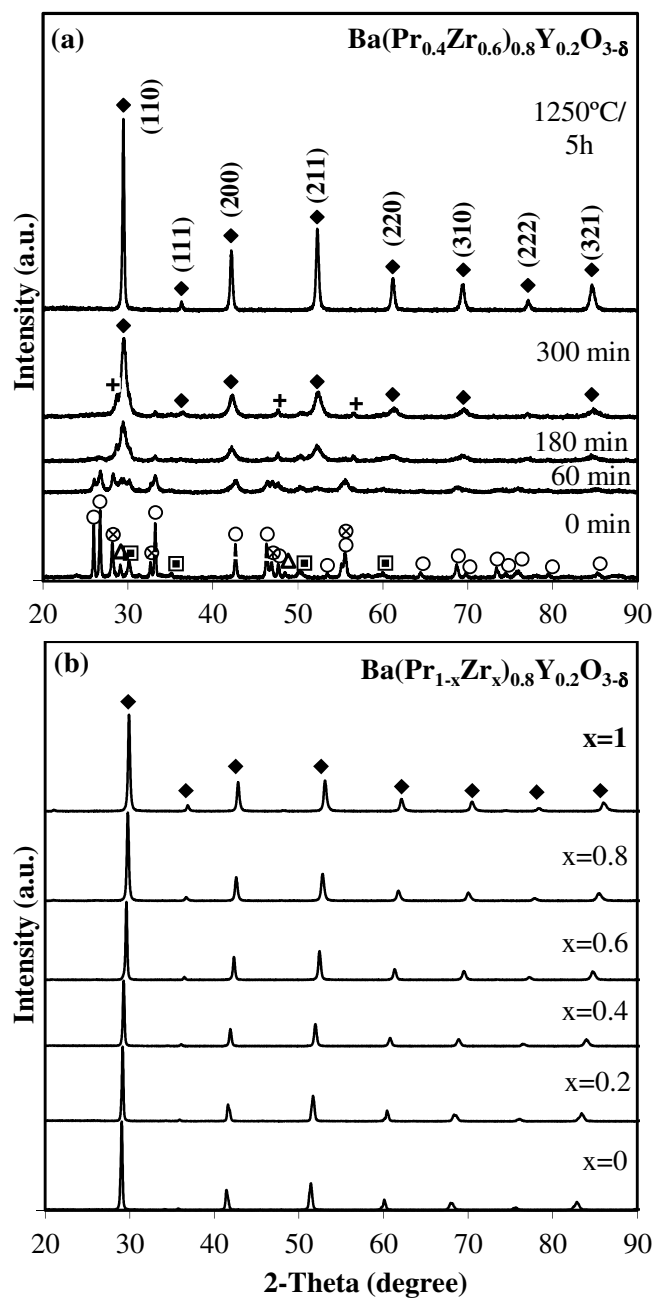 (a) Ba(Pr₀.₄Zr₀.₆)₀.₈Y₀.₂O₃₋δ
1250ºC/
5h
(110)
(111)
(200)
(211)
(220)
(310)
(222)
(321)
300 min
180 min
60 min
0 min
Intensity (a.u.)
20 30 40 50 60 70 80 90
(b) Ba(Pr₁₋ₓZrₓ)₀.₈Y₀.₂O₃₋δ
x=1
x=0.8
x=0.6
x=0.4
x=0.2
x=0
Intensity (a.u.)
20 30 40 50 60 70 80 90
2-Theta (degree)